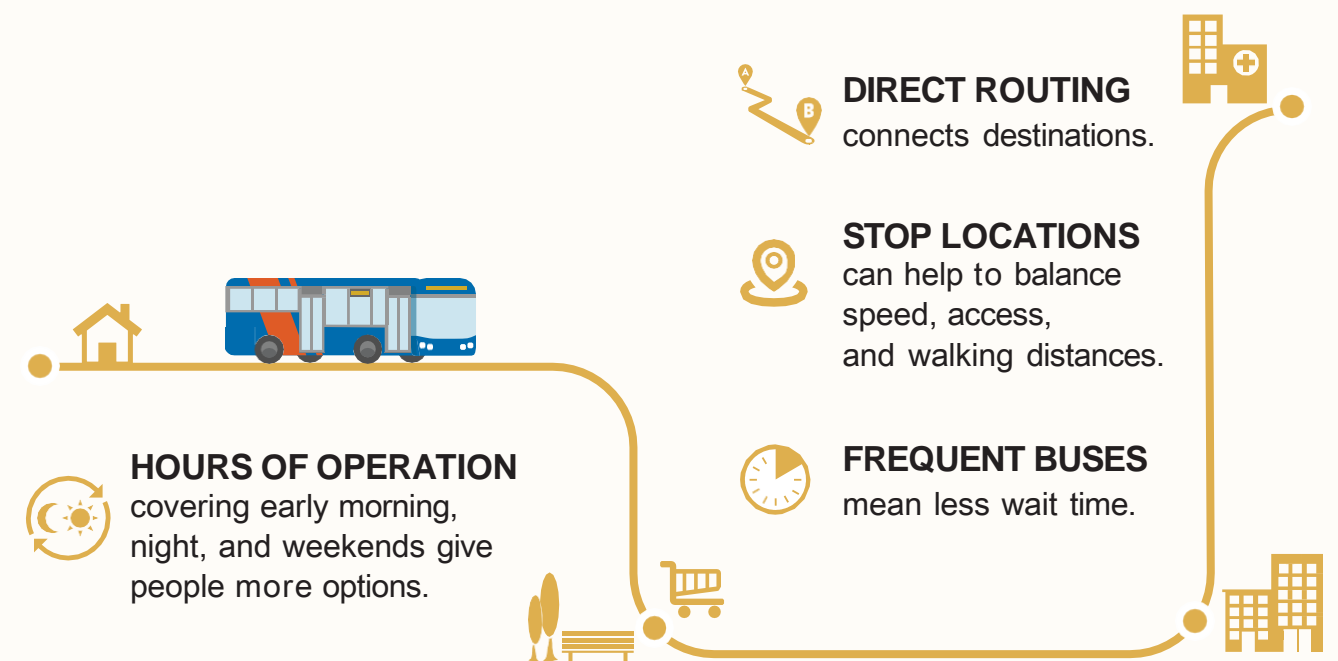 DIRECT ROUTING
connects destinations.
A
B
STOP LOCATIONS
can help to balance
speed, access,
and walking distances.
HOURS OF OPERATION
covering early morning,
night, and weekends give
people more options.
FREQUENT BUSES
mean less wait time.